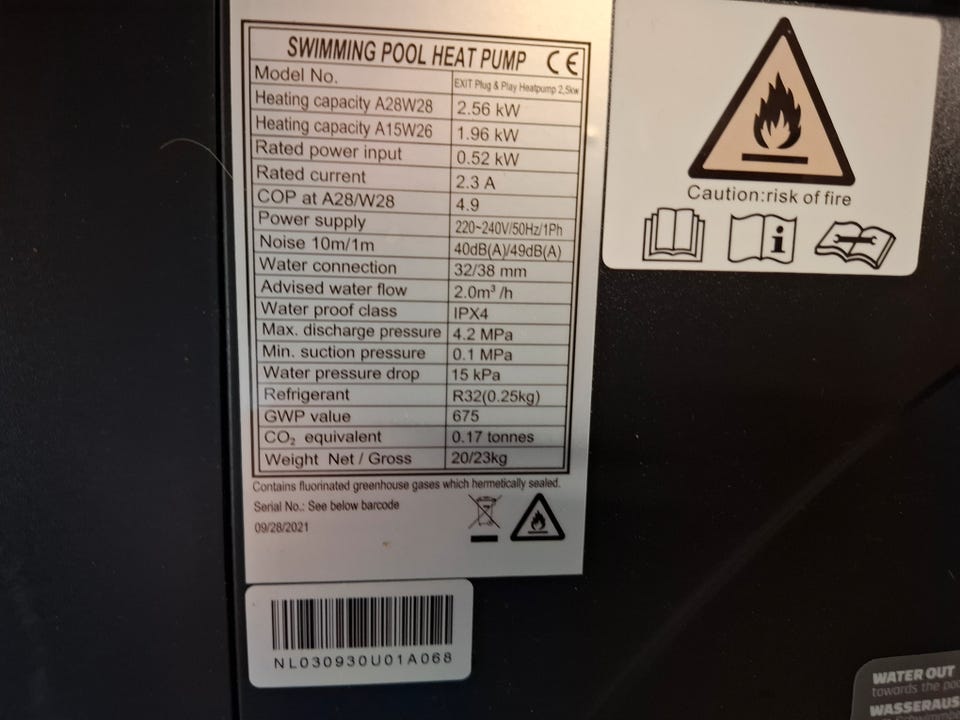 SWIMMING POOL HEAT PUMP CE
Model No. EXIT Plug & Play Heatpump 2,5kw
Heating capacity A28W28 2.56 kW
Heating capacity A15W26 1.96 kW
Rated power input 0.52 kW
Rated current 2.3 A
COP at A28/W28 4.9
Power supply 220~240V/50Hz/1Ph
Noise 10m/1m 40dB(A)/49dB(A)
Water connection 32/38 mm
Advised water flow 2.0m³ /h
Water proof class IPX4
Max. discharge pressure 4.2 MPa
Min. suction pressure 0.1 MPa
Water pressure drop 15 kPa
Refrigerant R32(0.25kg)
GWP value 675
CO₂ equivalent 0.17 tonnes
Weight Net / Gross 20/23kg
Contains fluorinated greenhouse gases which hermetically sealed.
Serial No.: See below barcode
09/28/2021
NL030930U01A068
Caution:risk of fire
WATER OUT
towards the